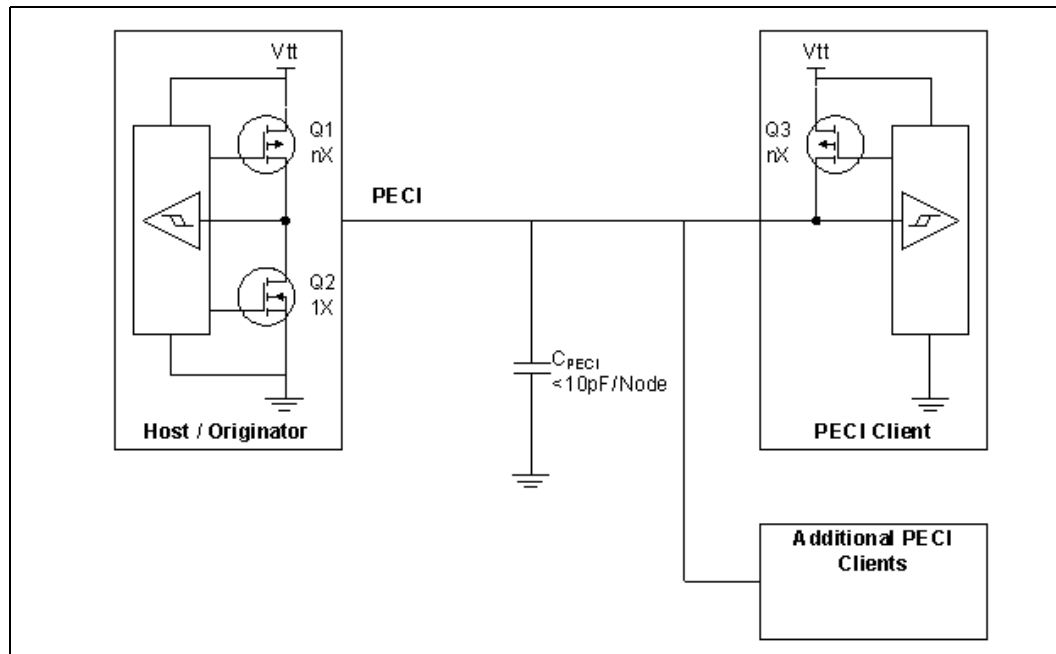 Vtt
Q1
nX
Q2
1X
Host / Originator
PECI
CPECI
<10pF/Node
Vtt
Q3
nX
PECI Client
Additional PECI
Clients